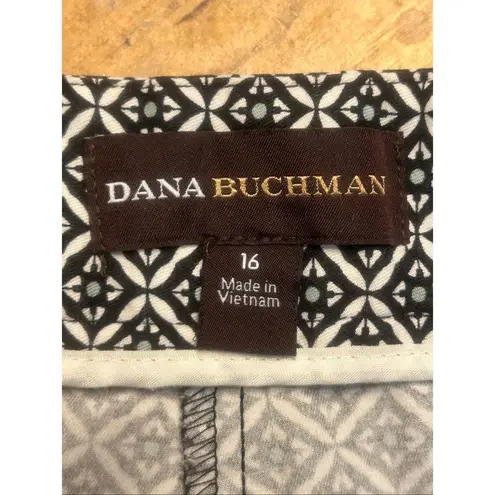 DANA BUCHMAN
16
Made in
Vietnam